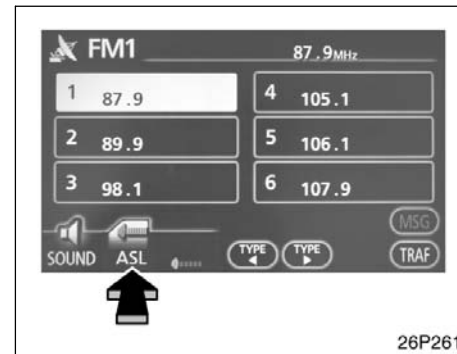 FM1 87.9MHz
1 87.9
4 105.1
2 89.9
5 106.1
3 98.1
6 107.9
MSG
SOUND ASL TYPE TYPE TRAF
26P261